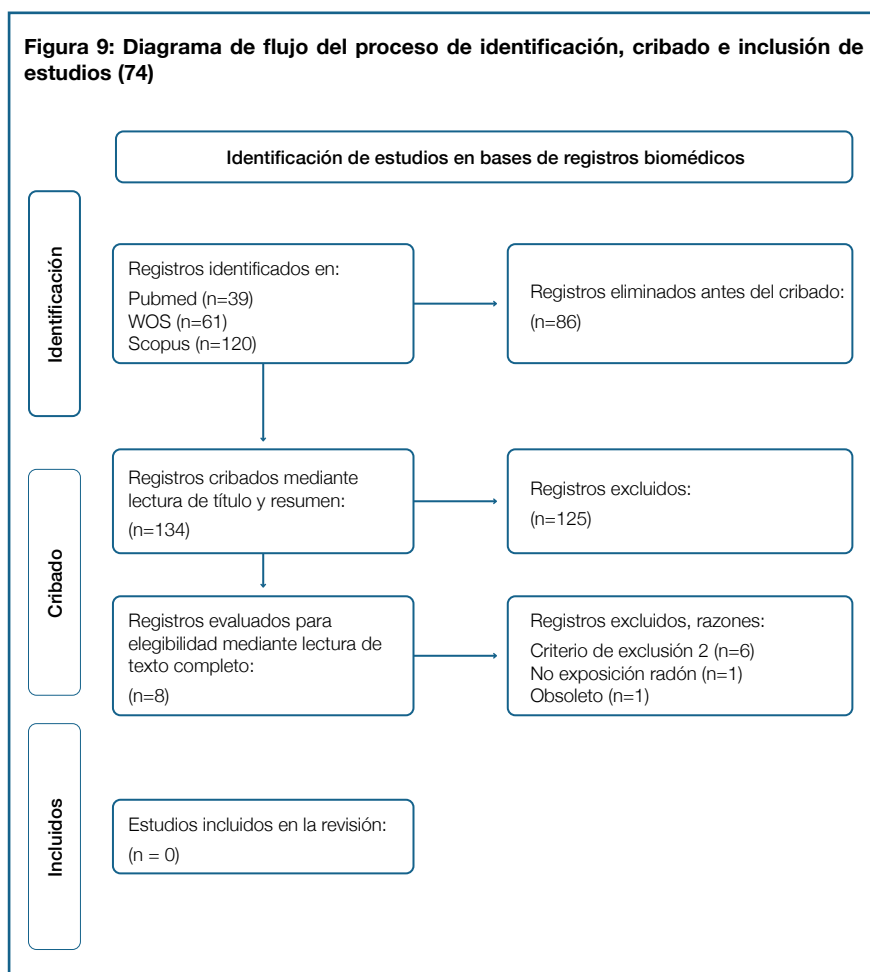 Figura 9: Diagrama de flujo del proceso de identificación, cribado e inclusión de
estudios (74)
Identificación de estudios en bases de registros biomédicos
Identificación
Registros identificados en:
Pubmed (n=39)
WOS (n=61)
Scopus (n=120)
Registros eliminados antes del cribado:
(n=86)
Cribado
Registros cribados mediante
lectura de título y resumen:
(n=134)
Registros excluidos:
(n=125)
Registros evaluados para
elegibilidad mediante lectura de
texto completo:
(n=8)
Registros excluidos, razones:
Criterio de exclusión 2 (n=6)
No exposición radón (n=1)
Obsoleto (n=1)
Incluidos
Estudios incluidos en la revisión:
(n = 0)